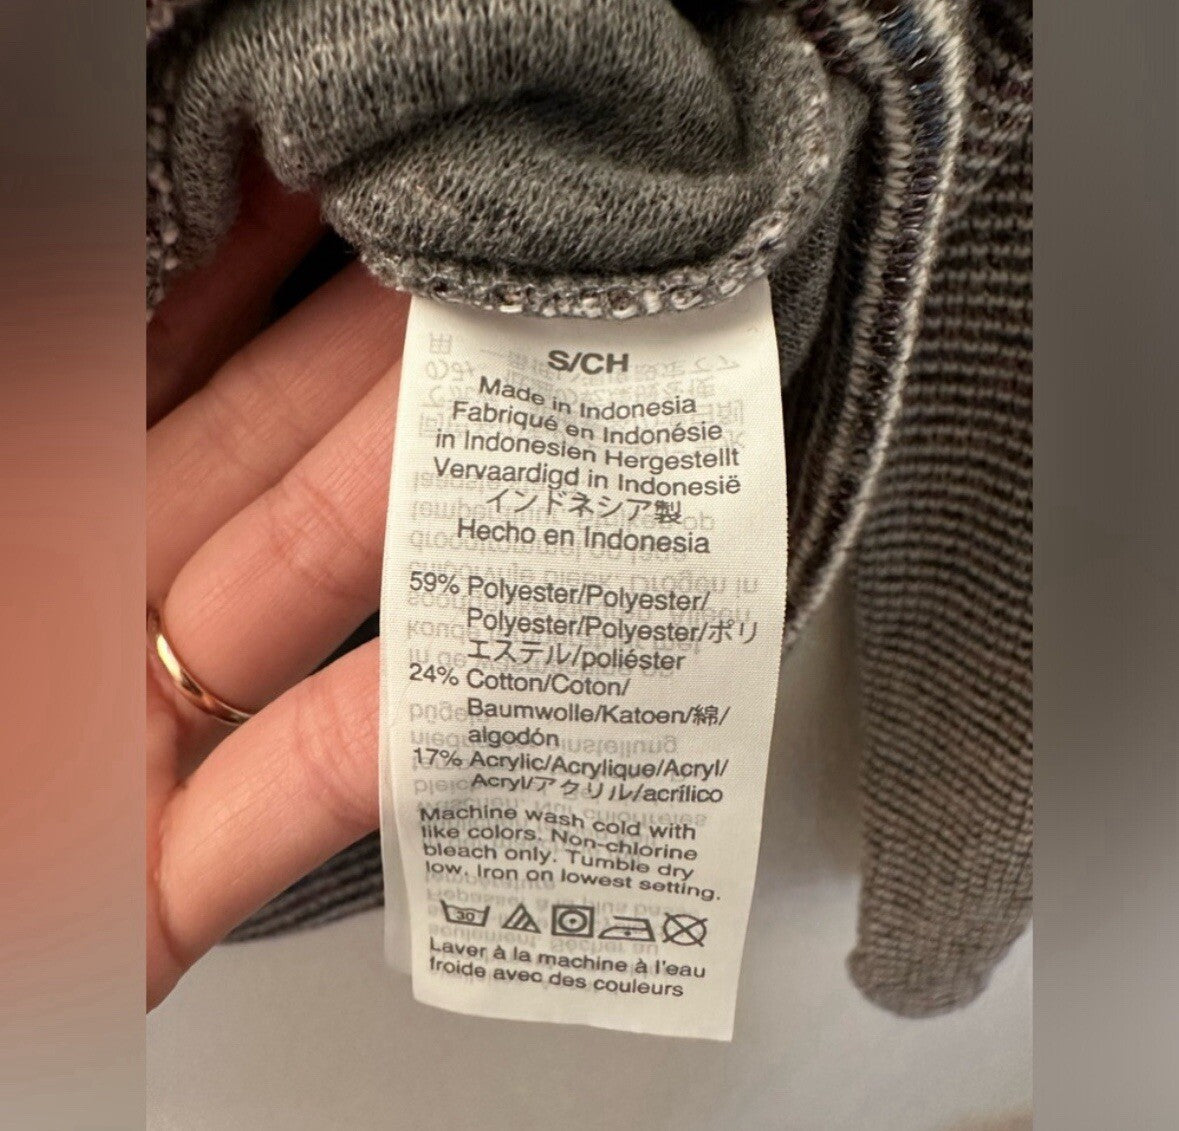 S/CH
Made in Indonesia
Fabriqué en Indonésie
in Indonesien Hergestellt
Vervaardigd in Indonesië
インドネシア製
Hecho en Indonesia
59% Polyester/Polyester/
Polyester/Polyester/ポリ
エステル/poliéster
24% Cotton/Coton/
Baumwolle/Katoen/綿/
algodón
17% Acrylic/Acrylique/Acryl/
Acryl/アクリル/acrílico
Machine wash cold with
like colors. Non-chlorine
bleach only. Tumble dry
low. Iron on lowest setting.
30
Laver à la machine à l'eau
froide avec des couleurs